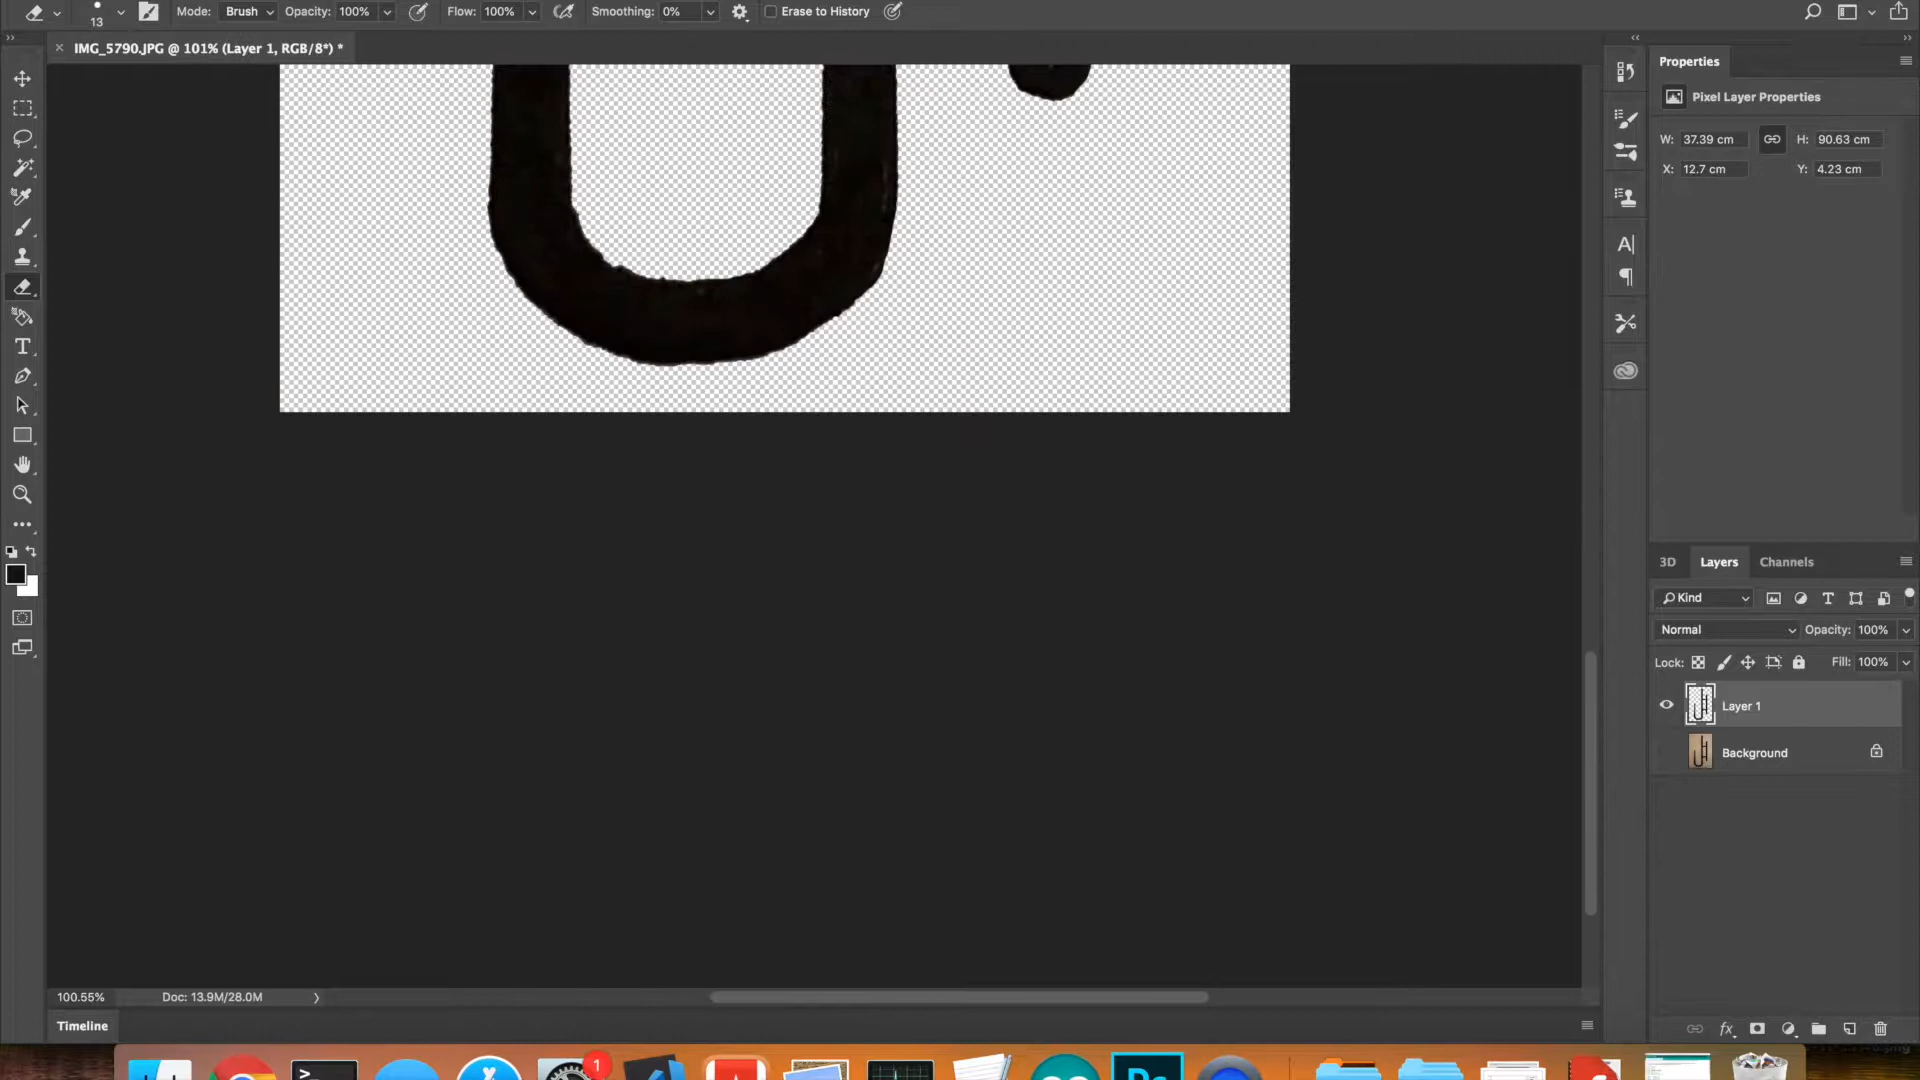 13 Mode: Brush Opacity: 100% Flow: 100% Smoothing: 0% Erase to History
× IMG_5790.JPG @ 101% (Layer 1, RGB/8*) *
Properties
Pixel Layer Properties
W: 37.39 cm H: 90.63 cm
X: 12.7 cm Y: 4.23 cm
3D Layers Channels
Kind
Normal Opacity: 100%
Lock: Fill: 100%
Layer 1
Background
100.55% Doc: 13.9M/28.0M
Timeline
1
Ps